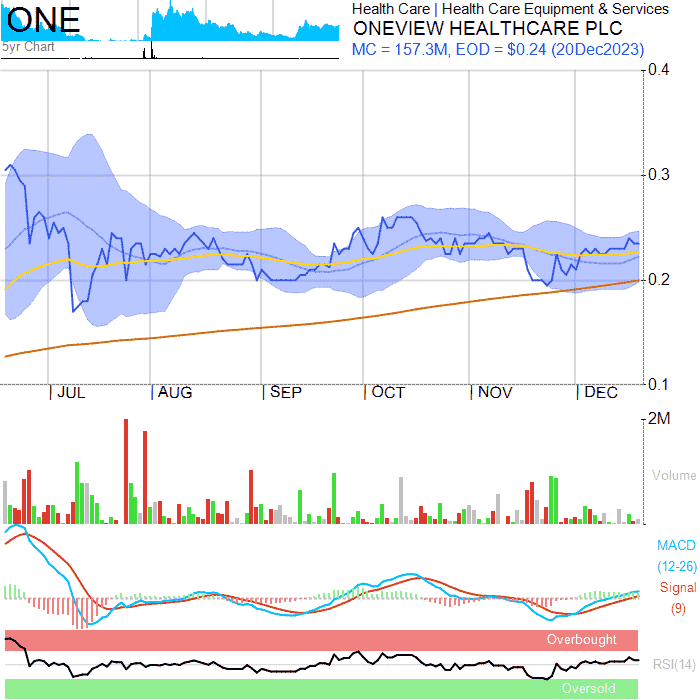 ONE
Health Care | Health Care Equipment & Services
ONEVIEW HEALTHCARE PLC
MC = 157.3M, EOD = $0.24 (20Dec2023)
5yr Chart
0.4
0.3
0.2
0.1
JUL AUG SEP OCT NOV DEC
2M
Volume
MACD
(12-26)
Signal
(9)
Overbought
RSI(14)
Oversold